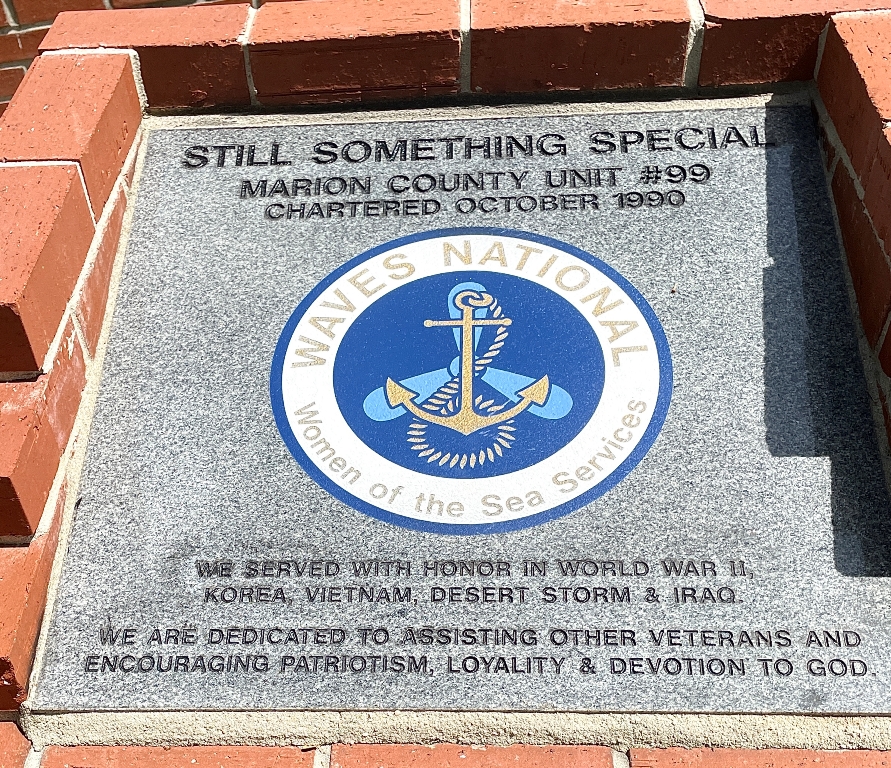 STILL SOMETHING SPECIAL
MARION COUNTY UNIT #99
CHARTERED OCTOBER 1990
WAVES NATIONAL
Women of the Sea Services
WE SERVED WITH HONOR IN WORLD WAR II,
KOREA, VIETNAM, DESERT STORM & IRAQ.
WE ARE DEDICATED TO ASSISTING OTHER VETERANS AND
ENCOURAGING PATRIOTISM, LOYALITY & DEVOTION TO GOD.